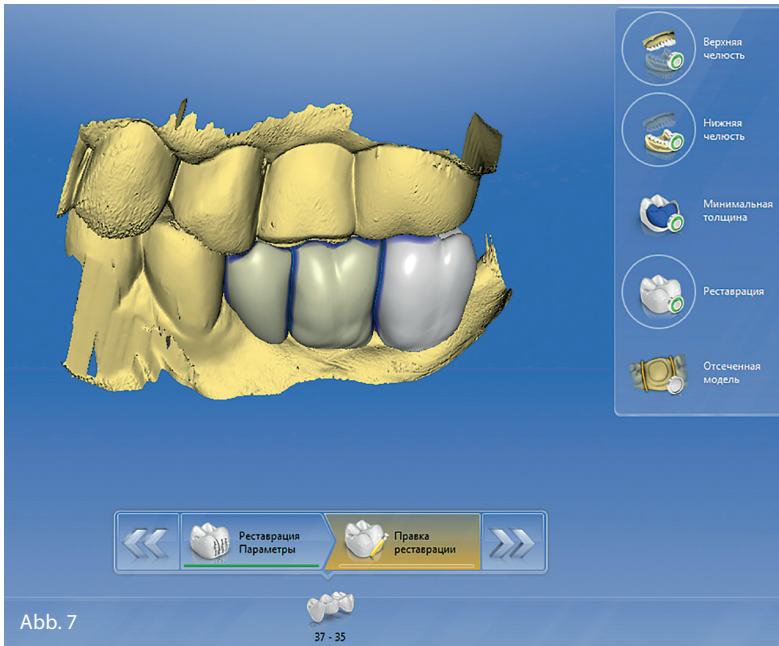 Верхняя
челюсть
Нижняя
челюсть
Минимальная
толщина
Реставрация
Отсеченная
модель
Реставрация
Параметры
Правка
реставрации
Abb. 7
37 - 35